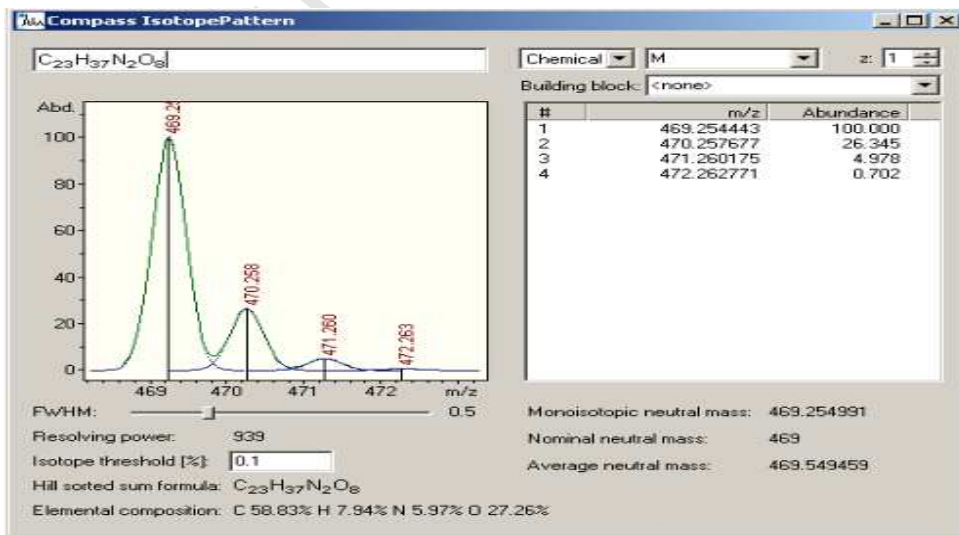 Compass IsotopePattern
C23H37N2O8
Chemical M z: 1
Building block: <none>
Abd.
100
80
60
40
20
0
469.25
470.258
471.260
472.263
469 470 471 472 m/z
# m/z Abundance
1 469.254443 100.000
2 470.257677 26.345
3 471.260175 4.978
4 472.262771 0.702
FWHM: 0.5
Resolving power: 939
Isotope threshold [%]: 0.1
Hill sorted sum formula: C23H37N2O8
Elemental composition: C 58.83% H 7.94% N 5.97% O 27.26%
Monoisotopic neutral mass: 469.254991
Nominal neutral mass: 469
Average neutral mass: 469.549459